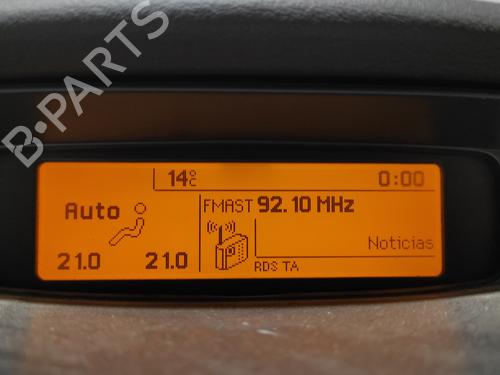 B-PARTS
14°C 0:00
Auto FMAST 92.10 MHz
Noticias
21.0 21.0 RDS TA